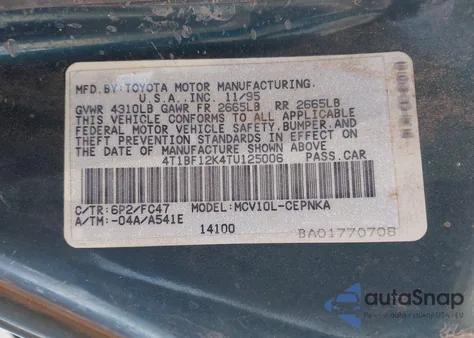 MFD. BY: TOYOTA MOTOR MANUFACTURING,
U.S.A., INC. 11/95
GVWR 4310LB GAWR FR 2665LB RR 2665LB
THIS VEHICLE CONFORMS TO ALL APPLICABLE
FEDERAL MOTOR VEHICLE SAFETY, BUMPER, AND
THEFT PREVENTION STANDARDS IN EFFECT ON
THE DATE OF MANUFACTURE SHOWN ABOVE.
4T1BF12K4TU125006 PASS. CAR
C/TR: 6P2/FC47 MODEL: MCV10L-CEPNKA
A/TM: -04A/A541E
14100 BA01770708
autoSnap